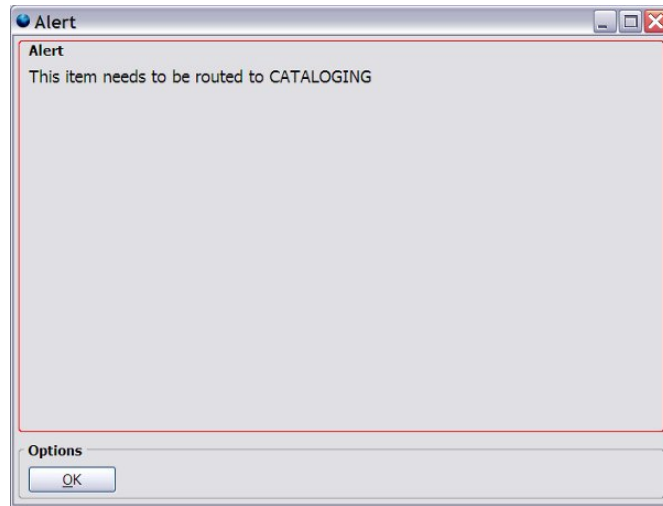 Alert
Alert
This item needs to be routed to CATALOGING
Options
OK